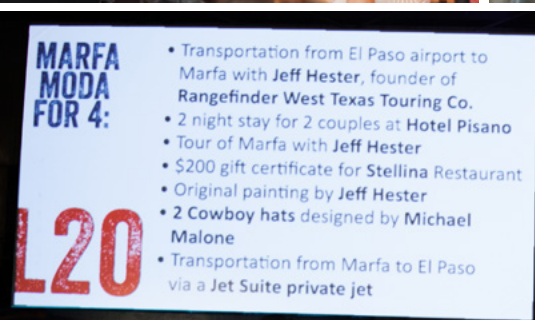 MARFA
MODA
FOR 4:
• Transportation from El Paso airport to
Marfa with Jeff Hester, founder of
Rangefinder West Texas Touring Co.
• 2 night stay for 2 couples at Hotel Pisano
• Tour of Marfa with Jeff Hester
• $200 gift certificate for Stellina Restaurant
• Original painting by Jeff Hester
• 2 Cowboy hats designed by Michael
Malone
• Transportation from Marfa to El Paso
via a Jet Suite private jet
L20